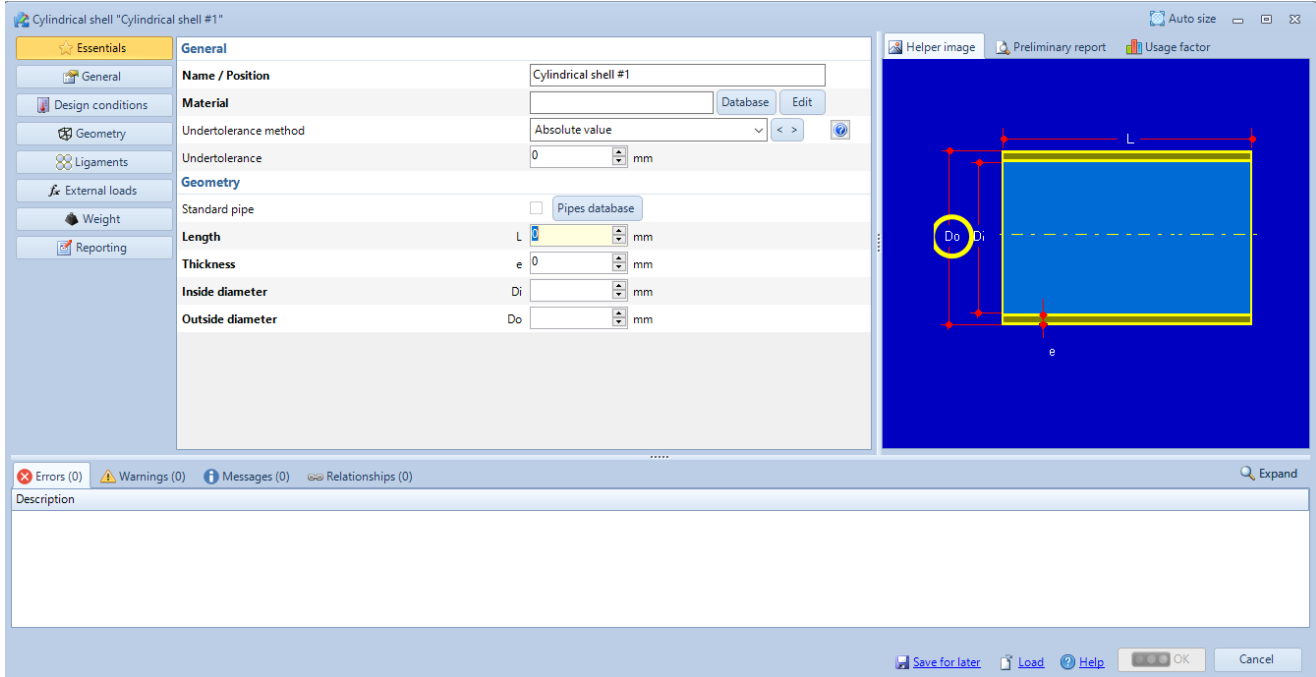 Cylindrical shell "Cylindrical shell #1"
Auto size
Essentials
General
Design conditions
Geometry
Ligaments
External loads
Weight
Reporting
General
Name / Position Cylindrical shell #1
Material Database Edit
Undertolerance method Absolute value < >
Undertolerance 0 mm
Geometry
Standard pipe Pipes database
Length L 0 mm
Thickness e 0 mm
Inside diameter Di mm
Outside diameter Do mm
Helper image Preliminary report Usage factor
L
Do Di
e
Errors (0) Warnings (0) Messages (0) Relationships (0) Expand
Description
Save for later Load Help OK Cancel